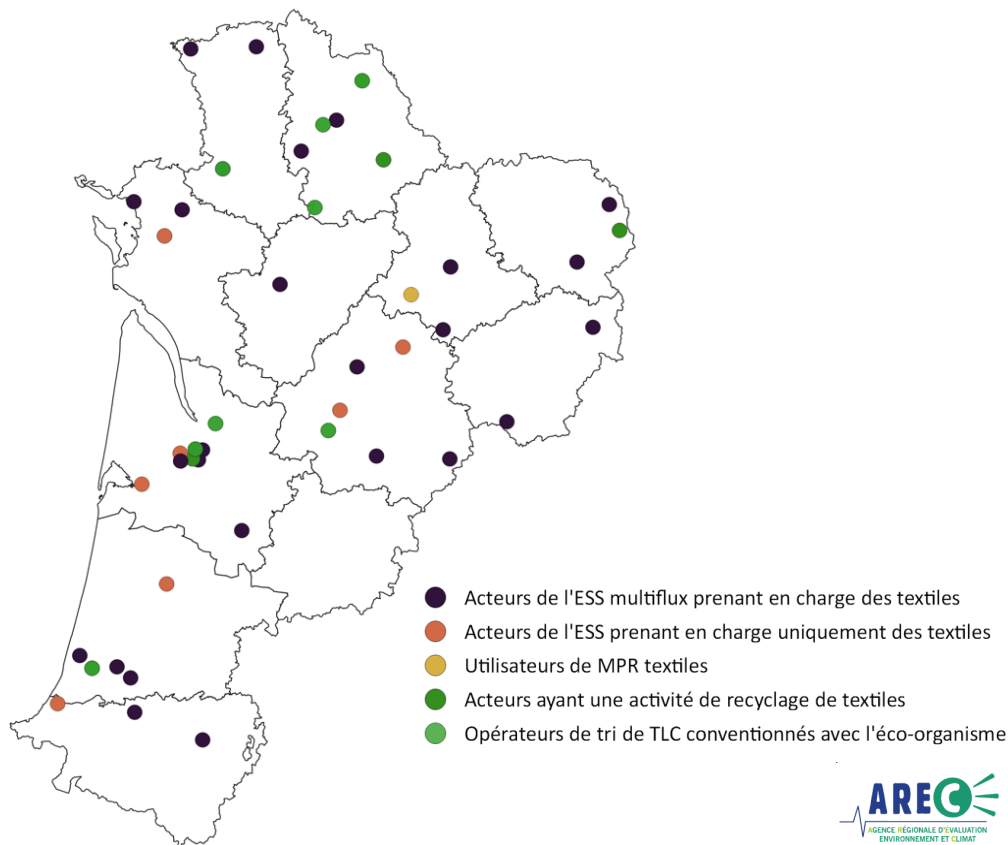 Acteurs de l'ESS multiflux prenant en charge des textiles
Acteurs de l'ESS prenant en charge uniquement des textiles
Utilisateurs de MPR textiles
Acteurs ayant une activité de recyclage de textiles
Opérateurs de tri de TLC conventionnés avec l'éco-organisme
AREC
AGENCE RÉGIONALE D'ÉVALUATION
ENVIRONNEMENT ET CLIMAT